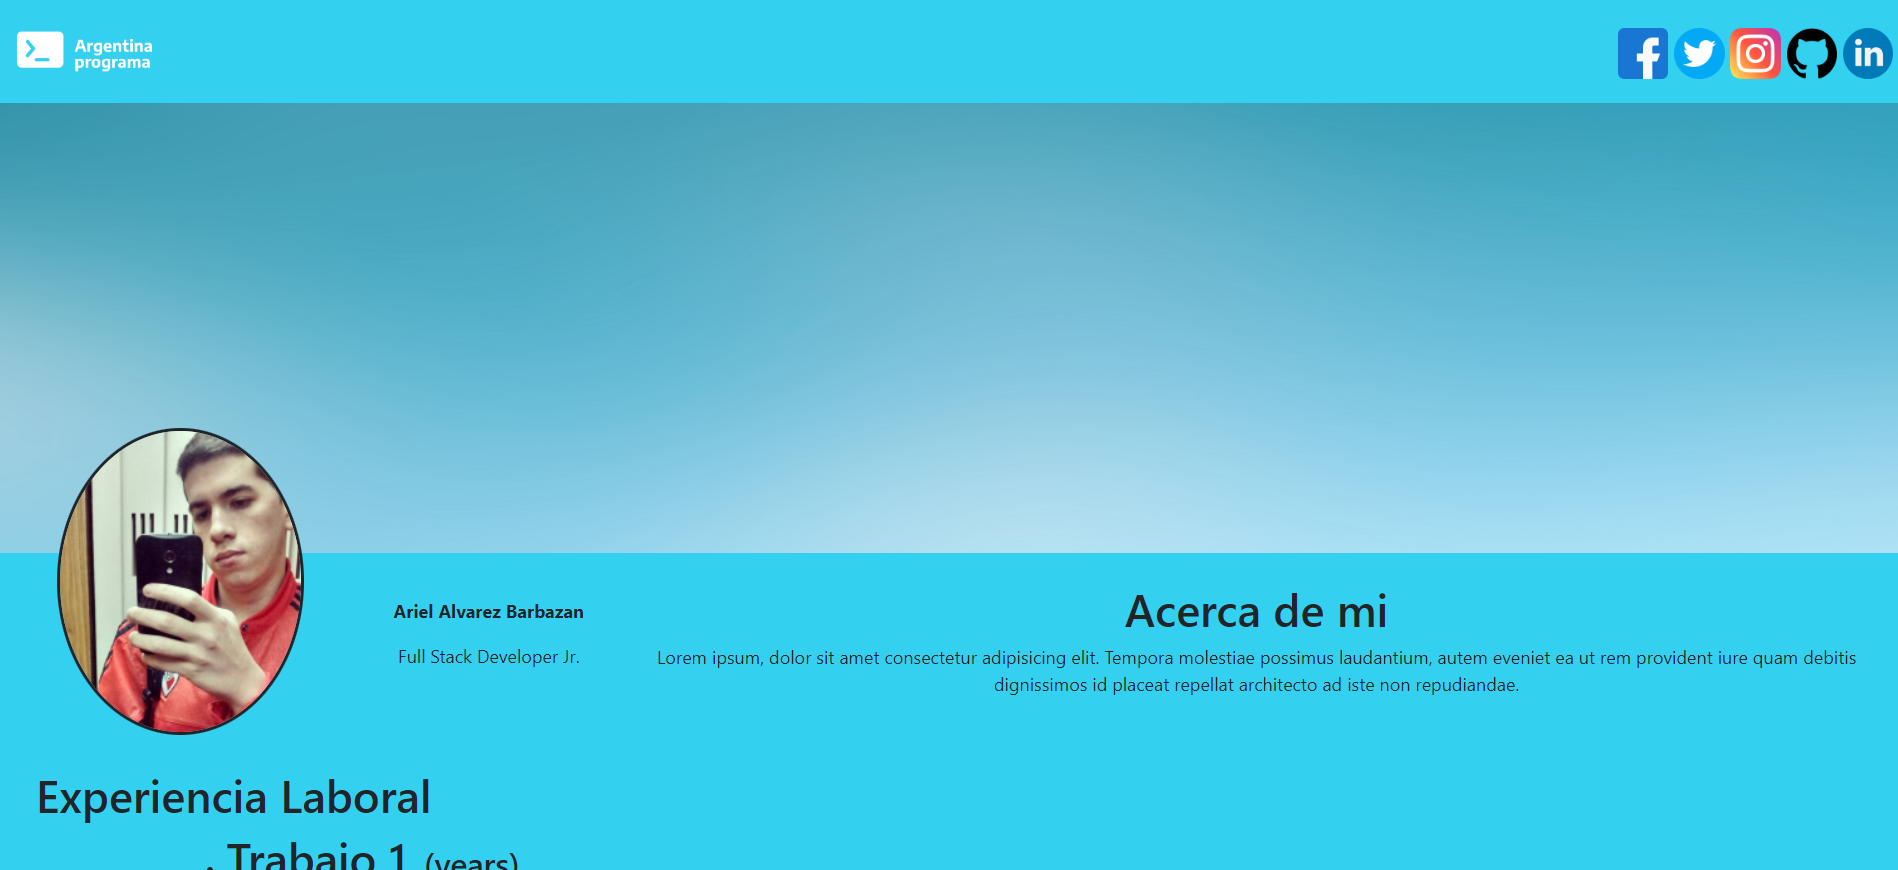 Argentina
programa
in
Ariel Alvarez Barbazan
Full Stack Developer Jr.
Acerca de mi
Lorem ipsum, dolor sit amet consectetur adipisicing elit. Tempora molestiae possimus laudantium, autem eveniet ea ut rem provident iure quam debitis
dignissimos id placeat repellat architecto ad iste non repudiandae.
Experiencia Laboral
• Trabajo 1 (years)